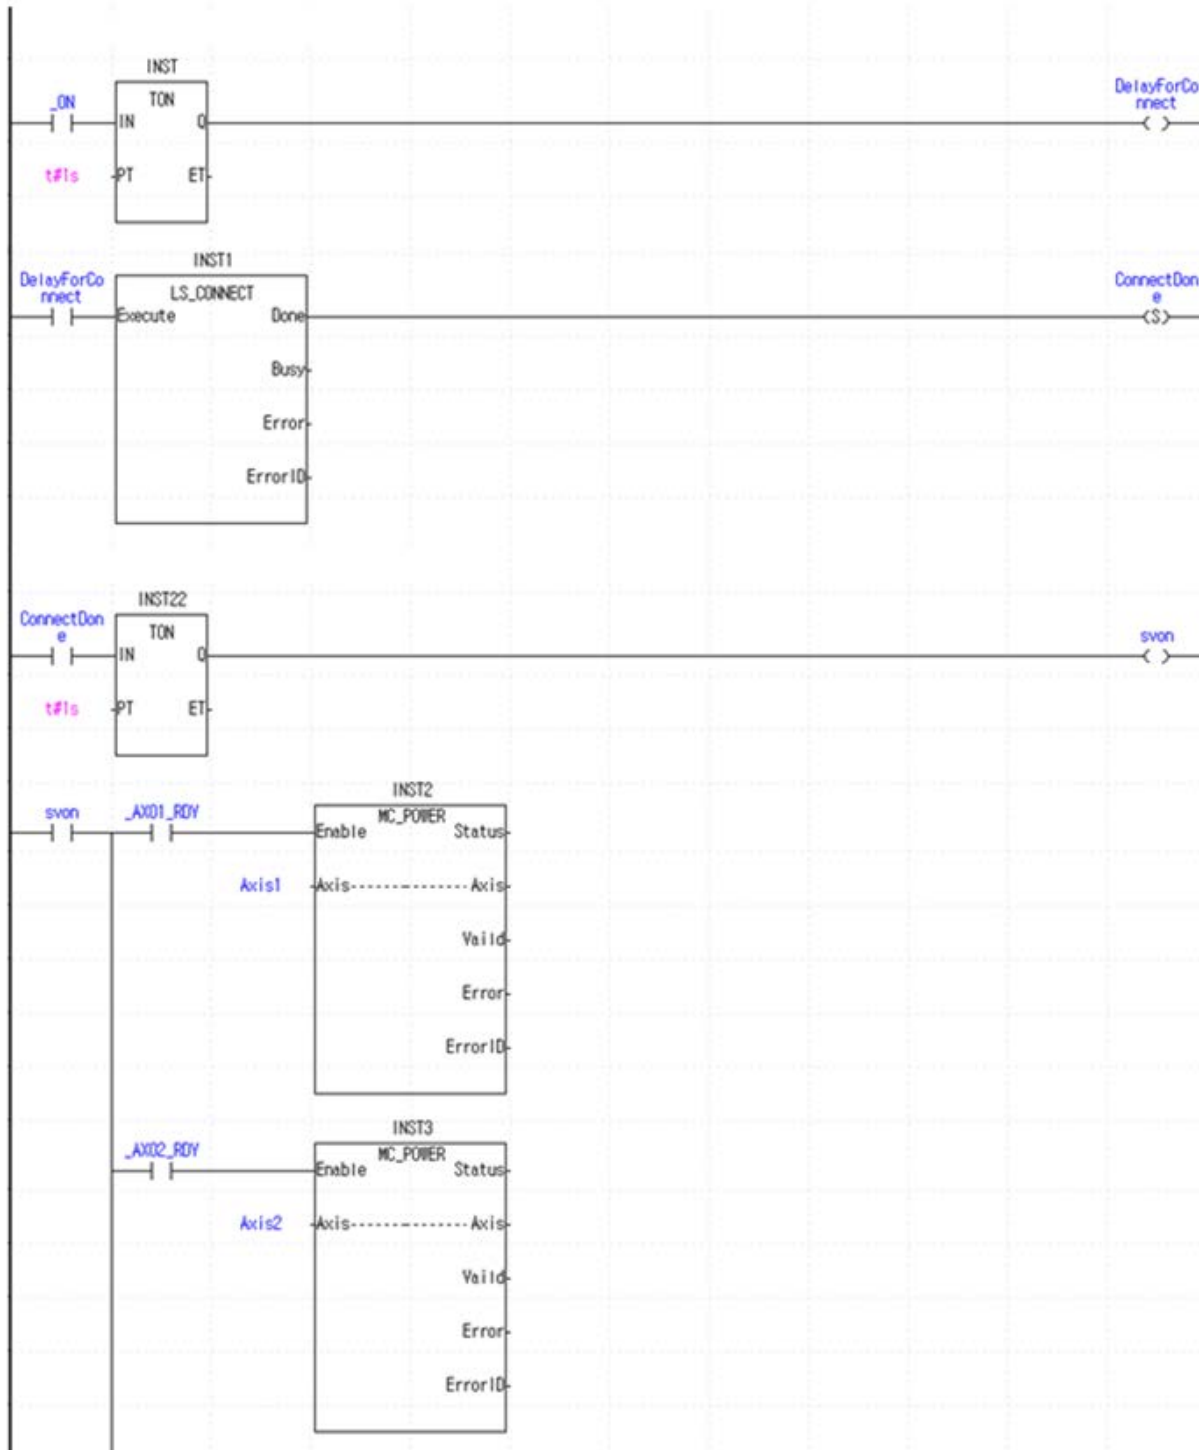 INST
_ON
TON
DelayForCo
nnect
IN Q
t#1s
PT ET
INST1
DelayForCo
nnect
LS_CONNECT
ConnectDon
e
Execute Done
(S)
Busy
Error
ErrorID
INST22
ConnectDon
e
TON
svon
IN Q
t#1s
PT ET
INST2
svon
_AX01_RDY
MC_POWER
Enable Status
Axis1
Axis Axis
Vaild
Error
ErrorID
INST3
_AX02_RDY
MC_POWER
Enable Status
Axis2
Axis Axis
Vaild
Error
ErrorID